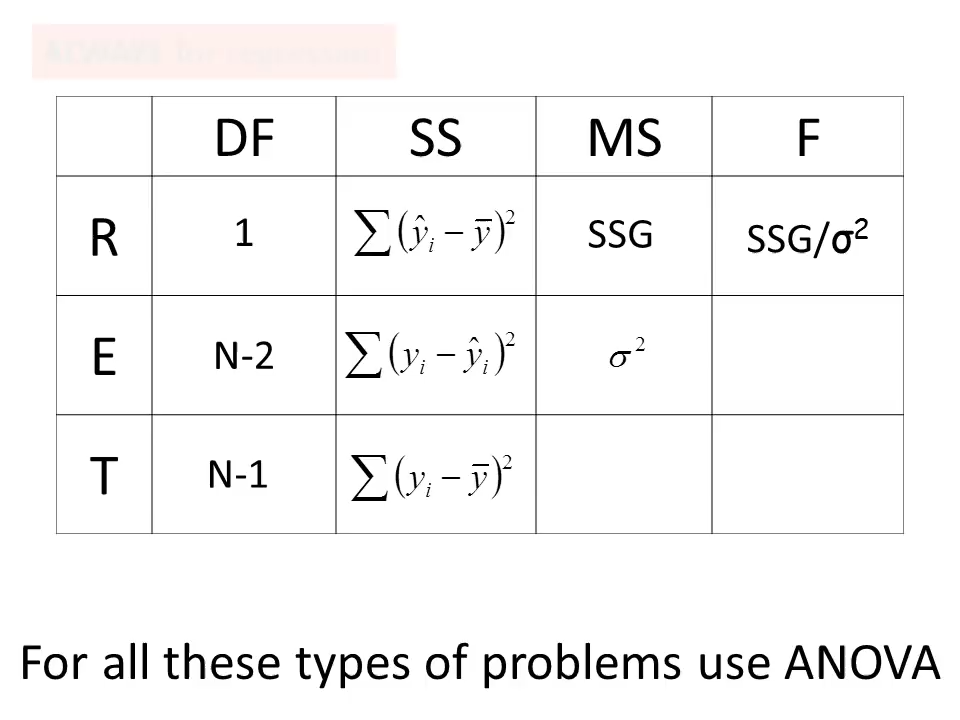 DF SS MS F
R 1 ∑(ŷᵢ − ȳ)² SSG SSG/σ²
E N-2 ∑(yᵢ − ŷᵢ)² σ²
T N-1 ∑(yᵢ − ȳ)²
For all these types of problems use ANOVA